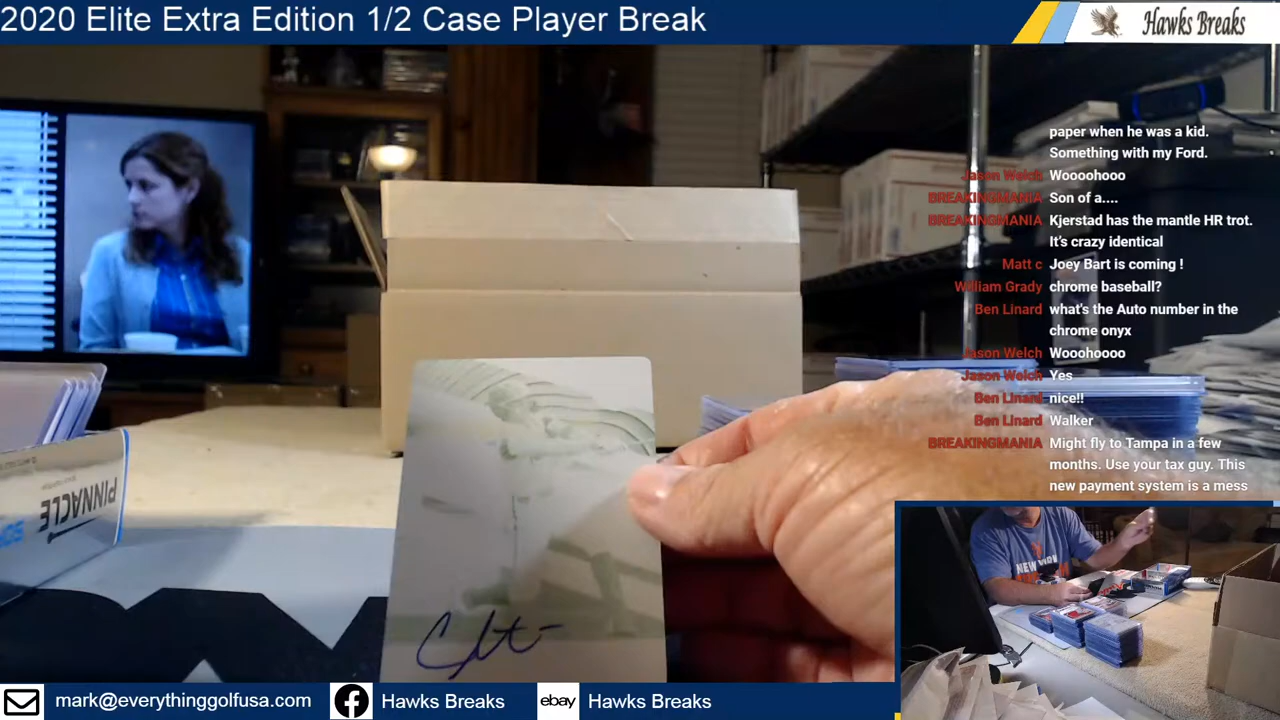 2020 Elite Extra Edition 1/2 Case Player Break
Hawks Breaks
paper when he was a kid.
Something with my Ford.
Jason Welch Woooohooo
BREAKINGMANIA Son of a....
BREAKINGMANIA Kjerstad has the mantle HR trot.
It's crazy identical
Matt c Joey Bart is coming !
William Grady chrome baseball?
Ben Linard what's the Auto number in the
chrome onyx
Jason Welch Wooohoooo
Jason Welch Yes
Ben Linard nice!!
Ben Linard Walker
BREAKINGMANIA Might fly to Tampa in a few
months. Use your tax guy. This
new payment system is a mess
PINNACLE
NEW
mark@everythinggolfusa.com
Hawks Breaks
ebay Hawks Breaks